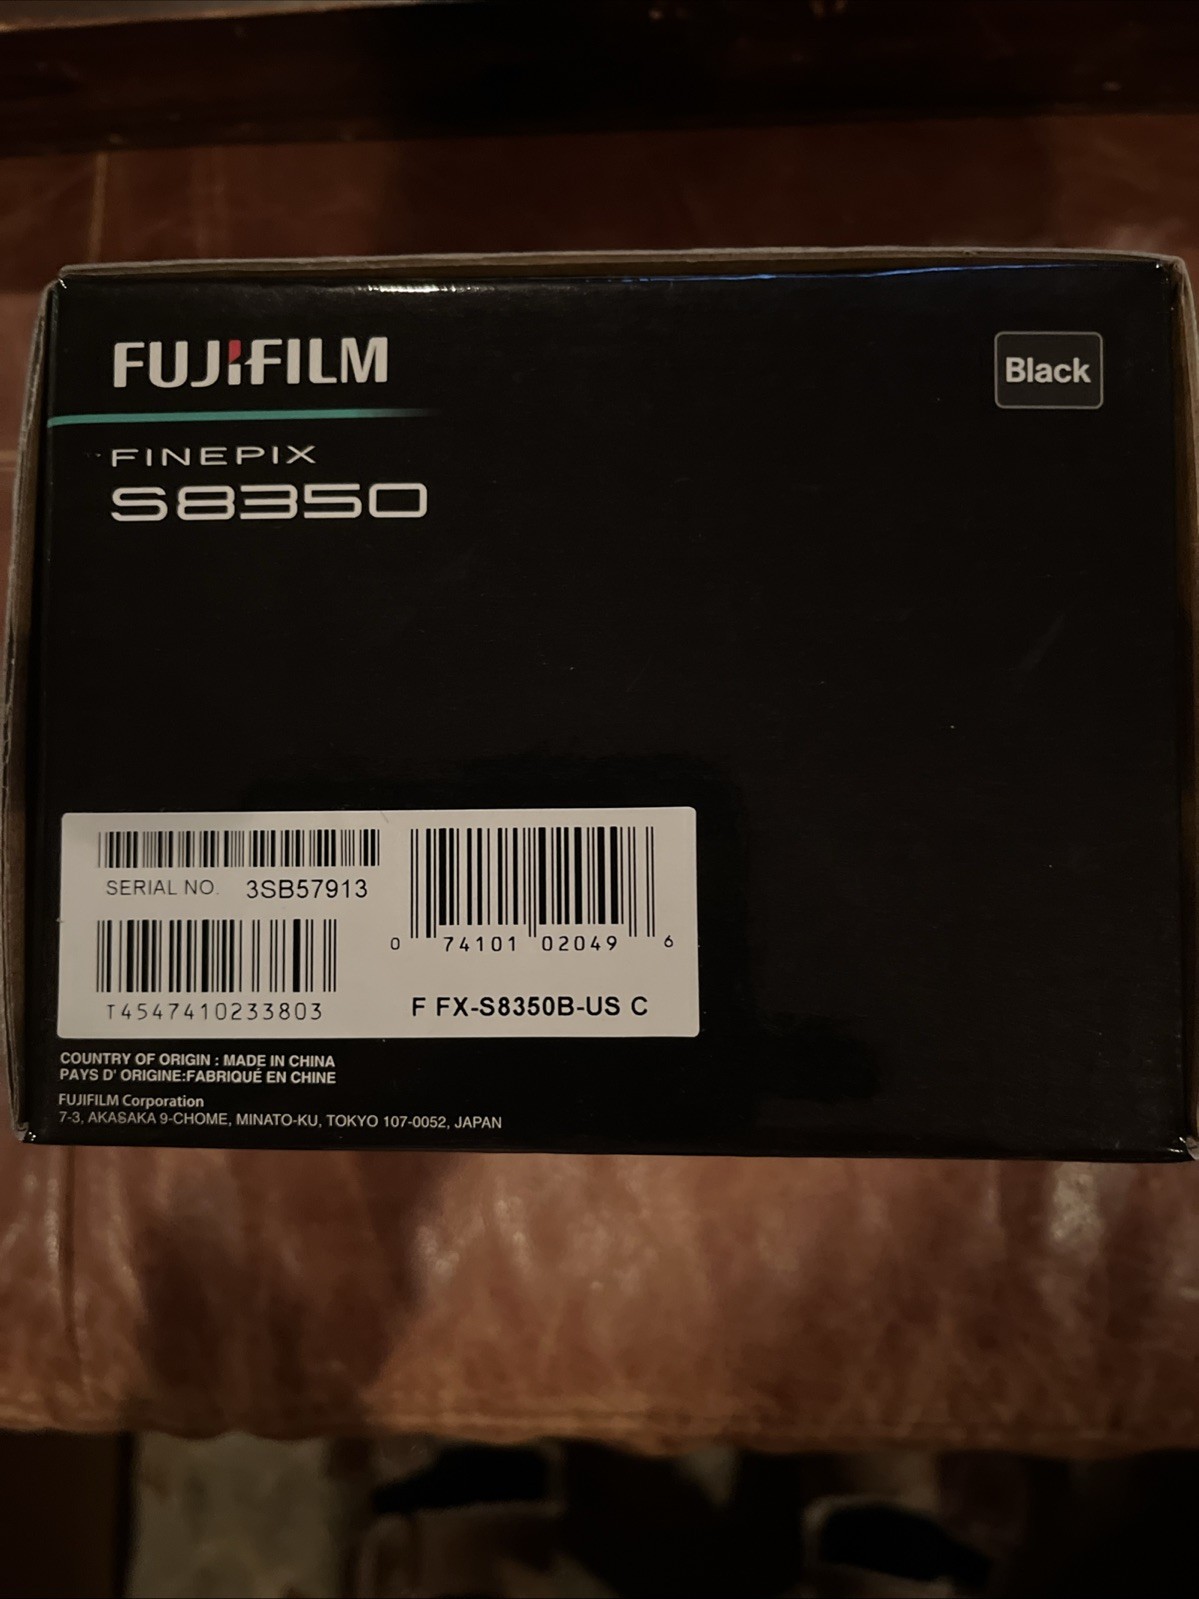 FUJIFILM
Black
FINEPIX
S8350
SERIAL NO. 3SB57913
0 74101 02049 6
T4547410233803
F FX-S8350B-US C
COUNTRY OF ORIGIN : MADE IN CHINA
PAYS D' ORIGINE:FABRIQUÉ EN CHINE
FUJIFILM Corporation
7-3, AKASAKA 9-CHOME, MINATO-KU, TOKYO 107-0052, JAPAN